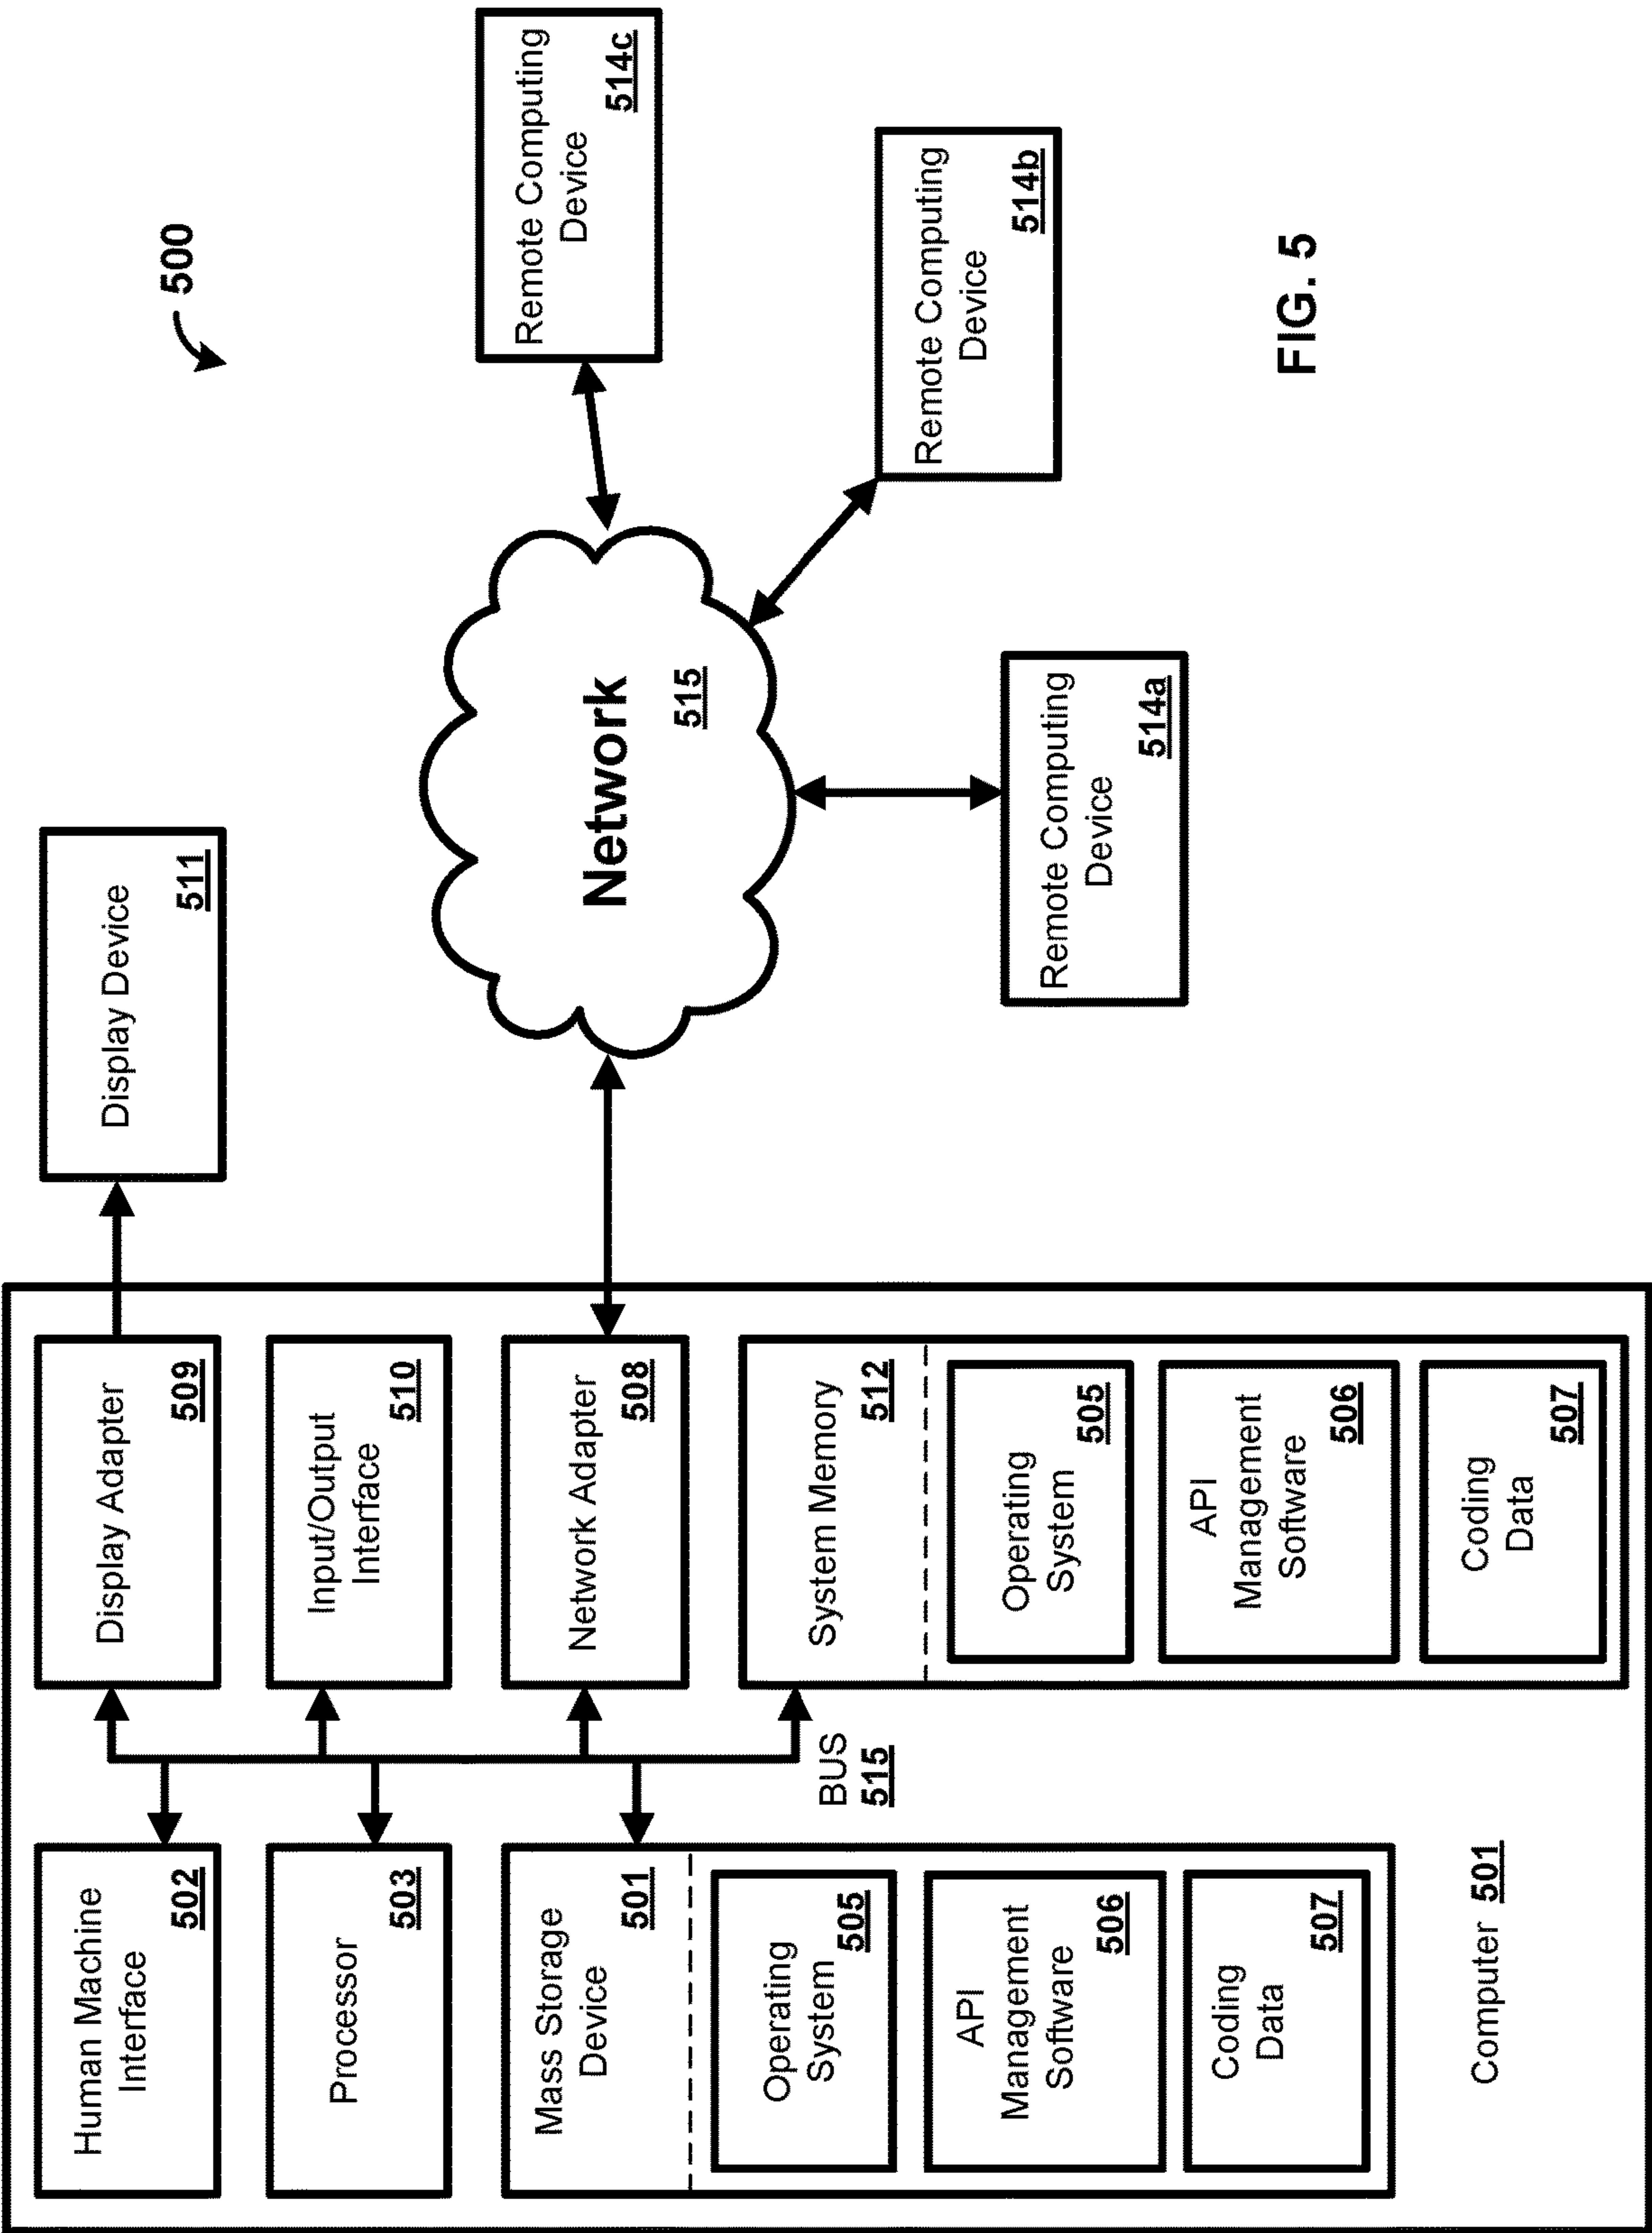 500
Human Machine
Interface
502
Processor
503
Mass Storage
Device
501
Operating
System
505
API
Management
Software
506
Coding
Data
507
Computer 501
BUS
515
Display Adapter
509
Input/Output
Interface
510
Network Adapter
508
System Memory
512
Operating
System
505
API
Management
Software
506
Coding
Data
507
Display Device
511
Network
515
Remote Computing
Device
514a
Remote Computing
Device
514b
Remote Computing
Device
514c
FIG. 5